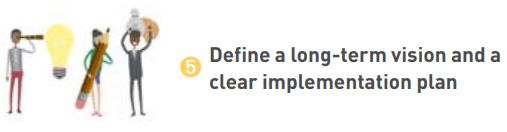 5 Define a long-term vision and a
clear implementation plan